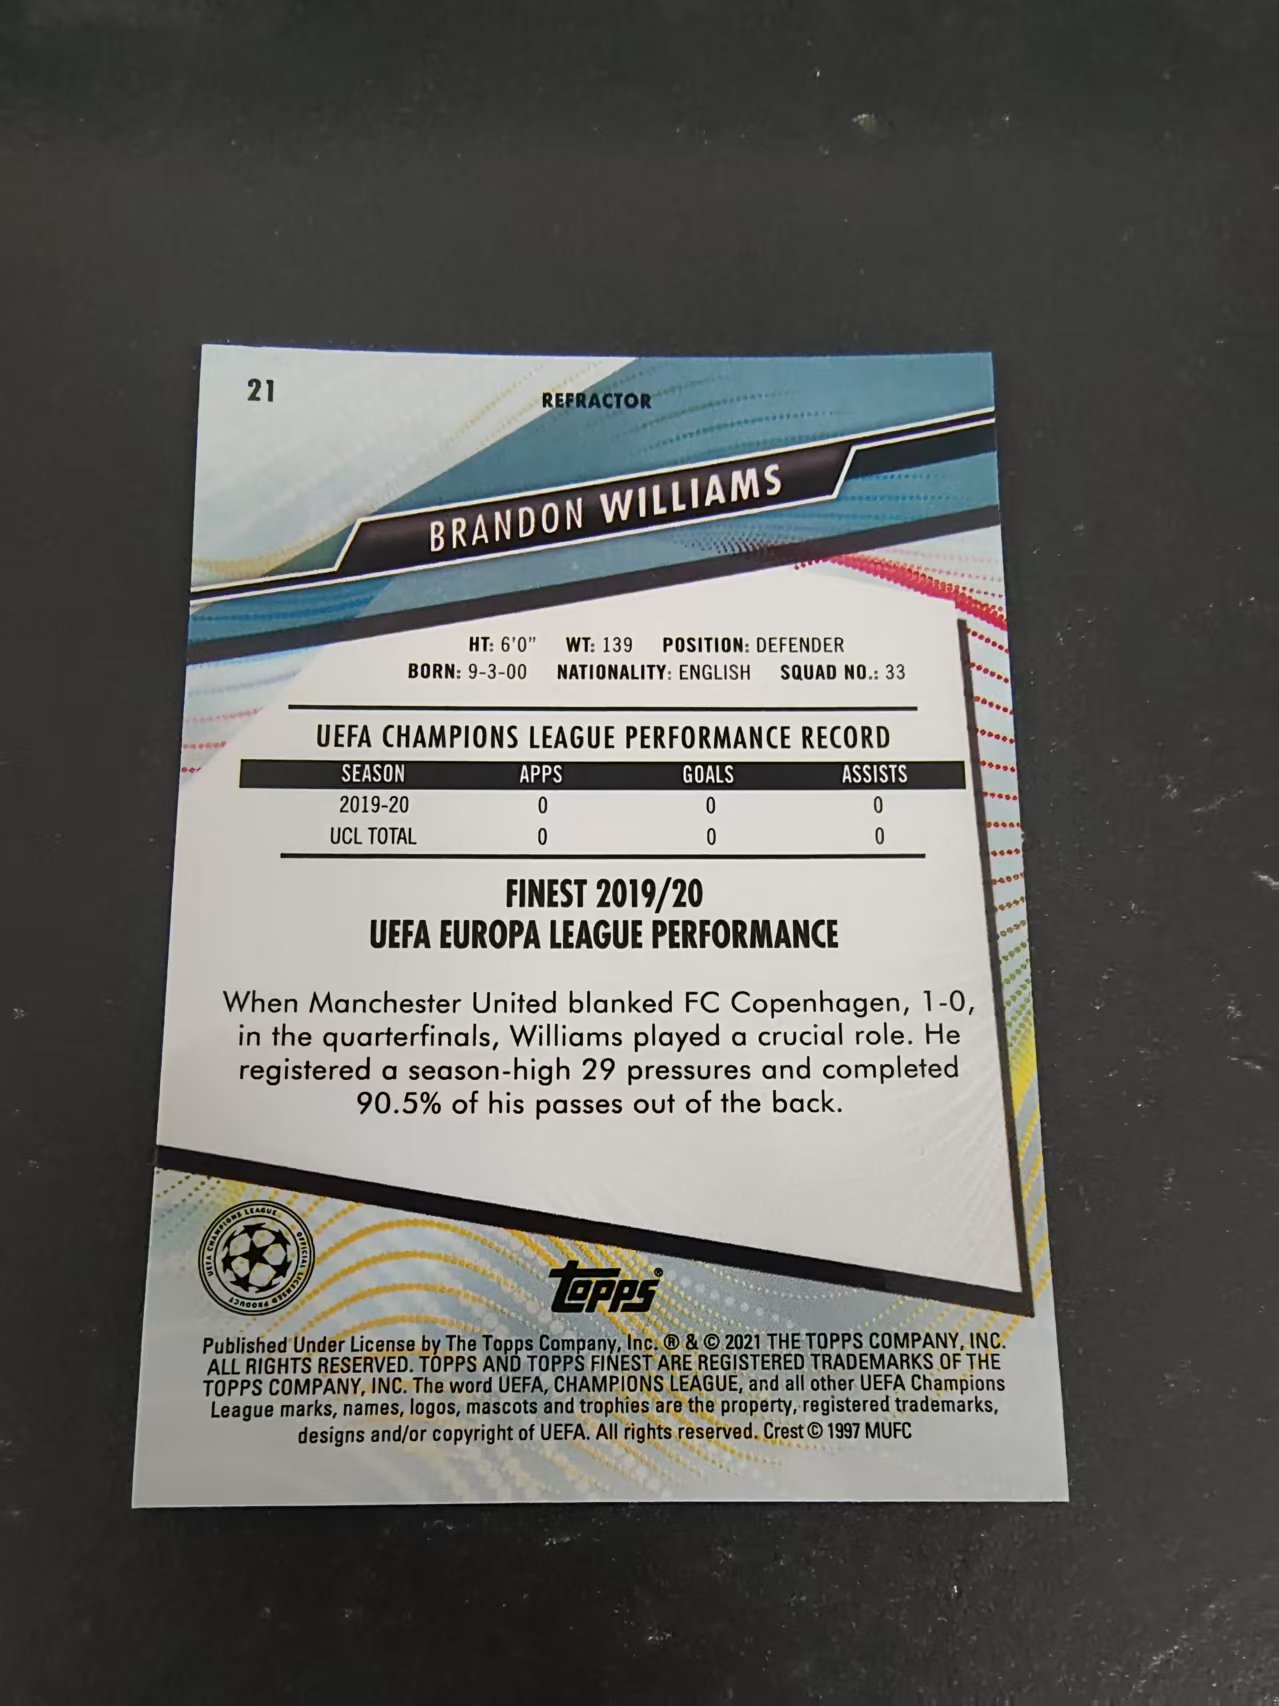 21
REFRACTOR
BRANDON WILLIAMS
HT: 6'0" WT: 139 POSITION: DEFENDER
BORN: 9-3-00 NATIONALITY: ENGLISH SQUAD NO.: 33
UEFA CHAMPIONS LEAGUE PERFORMANCE RECORD
SEASON APPS GOALS ASSISTS
2019-20 0 0 0
UCL TOTAL 0 0 0
FINEST 2019/20
UEFA EUROPA LEAGUE PERFORMANCE
When Manchester United blanked FC Copenhagen, 1-0,
in the quarterfinals, Williams played a crucial role. He
registered a season-high 29 pressures and completed
90.5% of his passes out of the back.
UEFA CHAMPIONS LEAGUE OFFICIAL LICENSED PRODUCT
Topps®
Published Under License by The Topps Company, Inc. ® & © 2021 THE TOPPS COMPANY, INC.
ALL RIGHTS RESERVED. TOPPS AND TOPPS FINEST ARE REGISTERED TRADEMARKS OF THE
TOPPS COMPANY, INC. The word UEFA, CHAMPIONS LEAGUE, and all other UEFA Champions
League marks, names, logos, mascots and trophies are the property, registered trademarks,
designs and/or copyright of UEFA. All rights reserved. Crest © 1997 MUFC